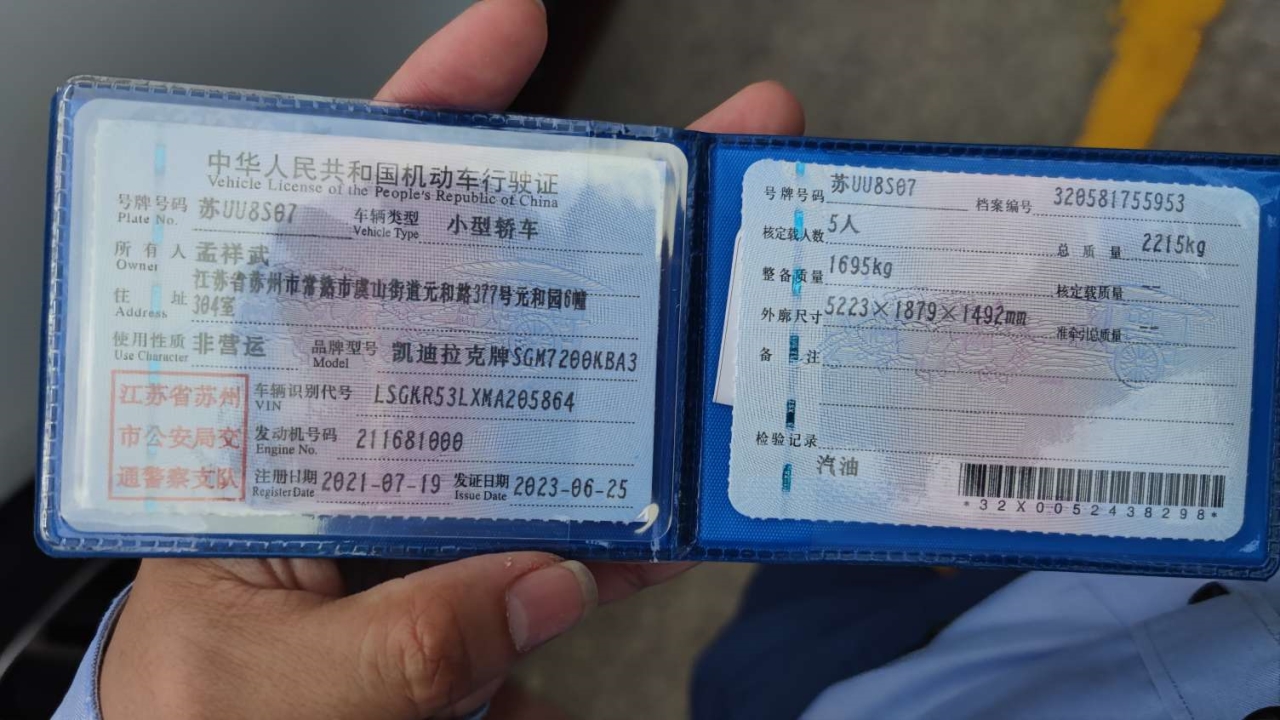 中华人民共和国机动车行驶证
Vehicle License of the People's Republic of China
号牌号码 苏UU8S07 车辆类型 小型轿车
Plate No. Vehicle Type
所有人 孟祥武
Owner
住址 江苏省苏州市常熟市虞山街道元和路377号元和园6幢
Address 304室
使用性质 非营运 品牌型号 凯迪拉克牌SGM7200KBA3
Use Character Model
江苏省苏州
市公安局交
通警察支队
车辆识别代号 LSGKR53LXMA205864
VIN
发动机号码 211681000
Engine No.
注册日期 2021-07-19 发证日期 2023-06-25
Register Date Issue Date
号牌号码 苏UU8S07 档案编号 320581755953
核定载人数 5人 总质量 2215kg
整备质量 1695kg 核定载质量 --
外廓尺寸 5223×1879×1492mm 准牵引总质量 --
备注
检验记录
汽油
*32X0052438298*